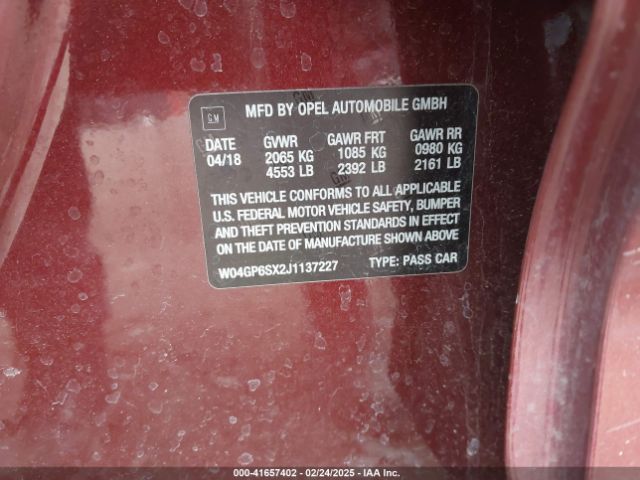 GM
MFD BY OPEL AUTOMOBILE GMBH
DATE GVWR GAWR FRT GAWR RR
04/18 2065 KG 1085 KG 0980 KG
4553 LB 2392 LB 2161 LB
THIS VEHICLE CONFORMS TO ALL APPLICABLE
U.S. FEDERAL MOTOR VEHICLE SAFETY, BUMPER
AND THEFT PREVENTION STANDARDS IN EFFECT
ON THE DATE OF MANUFACTURE SHOWN ABOVE
W04GP6SX2J1137227 TYPE: PASS CAR
000-41657402 - 02/24/2025 - IAA Inc.